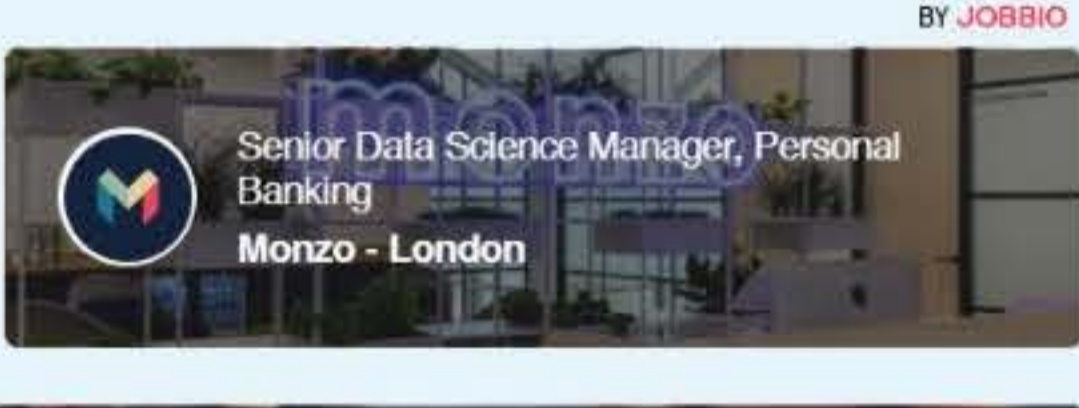 BY JOBBIO
monzo
Senior Data Science Manager, Personal
Banking
Monzo - London